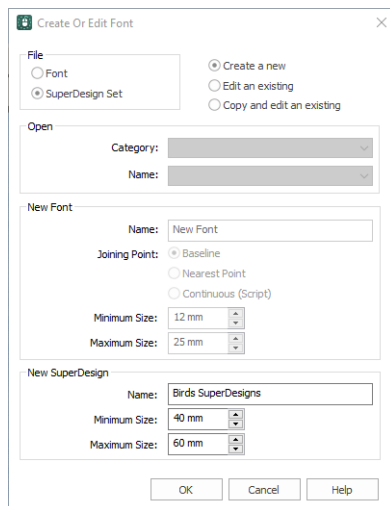 Create Or Edit Font
File
Font
SuperDesign Set
Create a new
Edit an existing
Copy and edit an existing
Open
Category:
Name:
New Font
Name: New Font
Joining Point: Baseline
Nearest Point
Continuous (Script)
Minimum Size: 12 mm
Maximum Size: 25 mm
New SuperDesign
Name: Birds SuperDesigns
Minimum Size: 40 mm
Maximum Size: 60 mm
OK Cancel Help